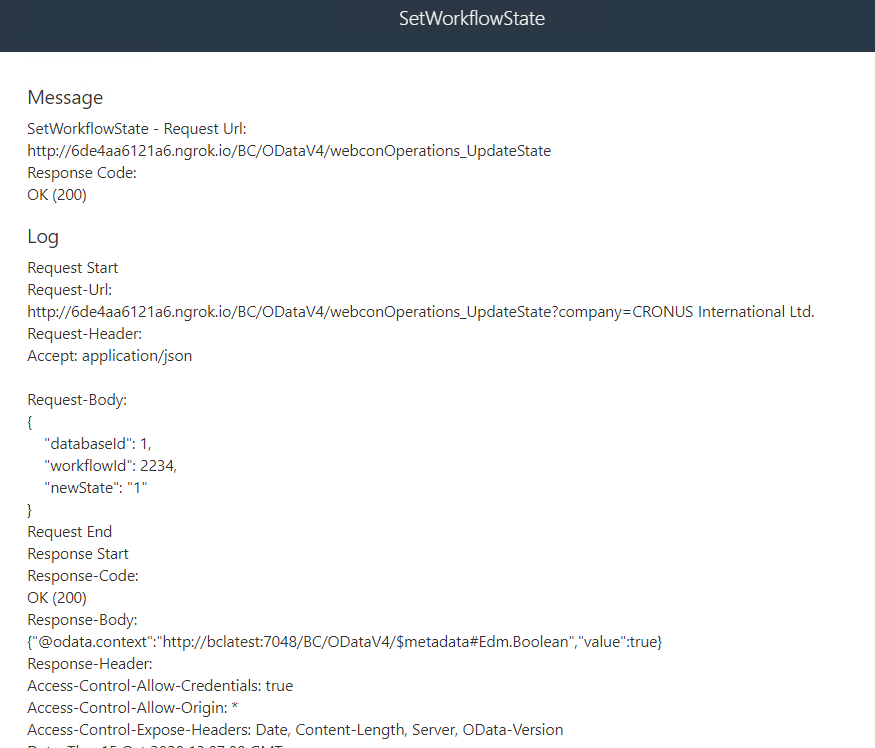 SetWorkflowState
Message
SetWorkflowState - Request Url:
http://6de4aa6121a6.ngrok.io/BC/ODataV4/webconOperations_UpdateState
Response Code:
OK (200)
Log
Request Start
Request-Url:
http://6de4aa6121a6.ngrok.io/BC/ODataV4/webconOperations_UpdateState?company=CRONUS International Ltd.
Request-Header:
Accept: application/json
Request-Body:
{
"databaseId": 1,
"workflowId": 2234,
"newState": "1"
}
Request End
Response Start
Response-Code:
OK (200)
Response-Body:
{"@odata.context":"http://bclatest:7048/BC/ODataV4/$metadata#Edm.Boolean","value":true}
Response-Header:
Access-Control-Allow-Credentials: true
Access-Control-Allow-Origin: *
Access-Control-Expose-Headers: Date, Content-Length, Server, OData-Version